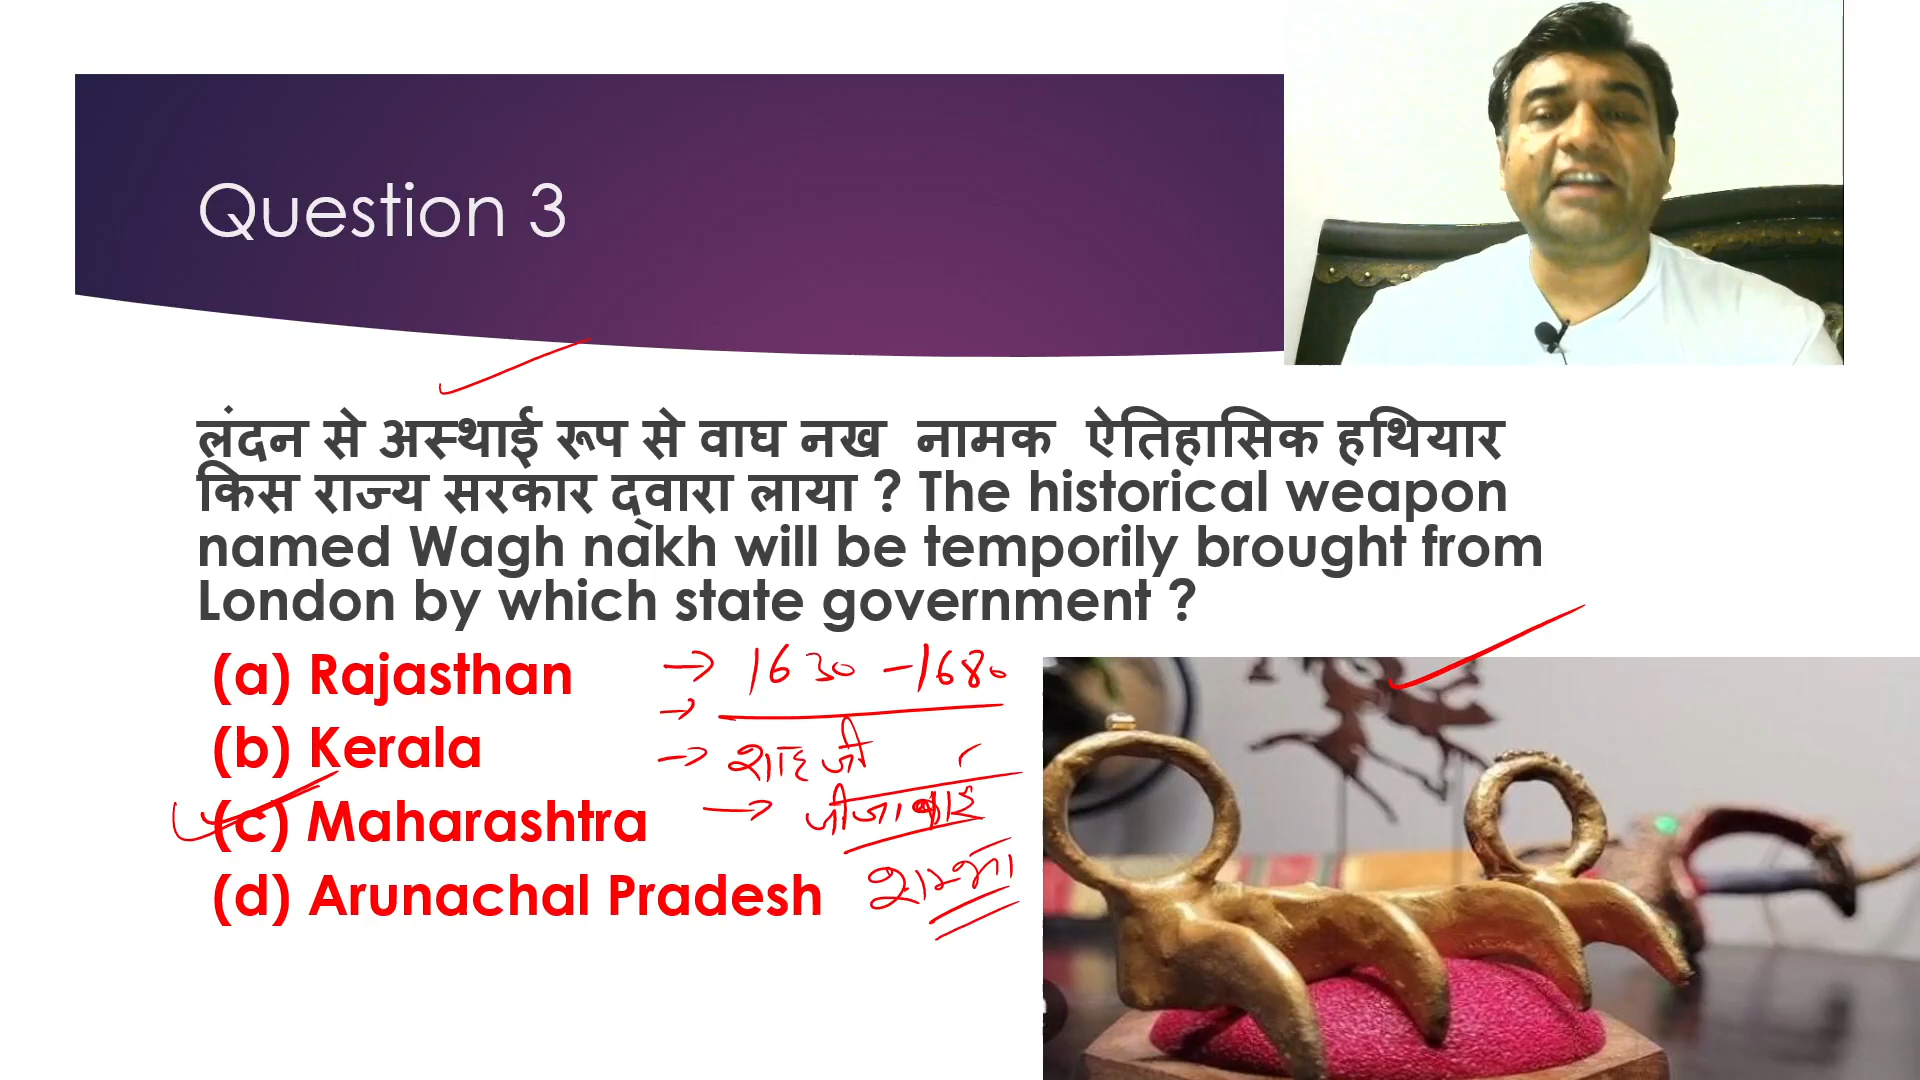 Question 3
लंदन से अस्थाई रूप से वाघ नख नामक ऐतिहासिक हथियार
किस राज्य सरकार द्वारा लाया ? The historical weapon
named Wagh nakh will be temporily brought from
London by which state government ?
(a) Rajasthan
→ 1630 - 1680
(b) Kerala
→ शाहजी
(c) Maharashtra
→ जीजाबाई
(d) Arunachal Pradesh